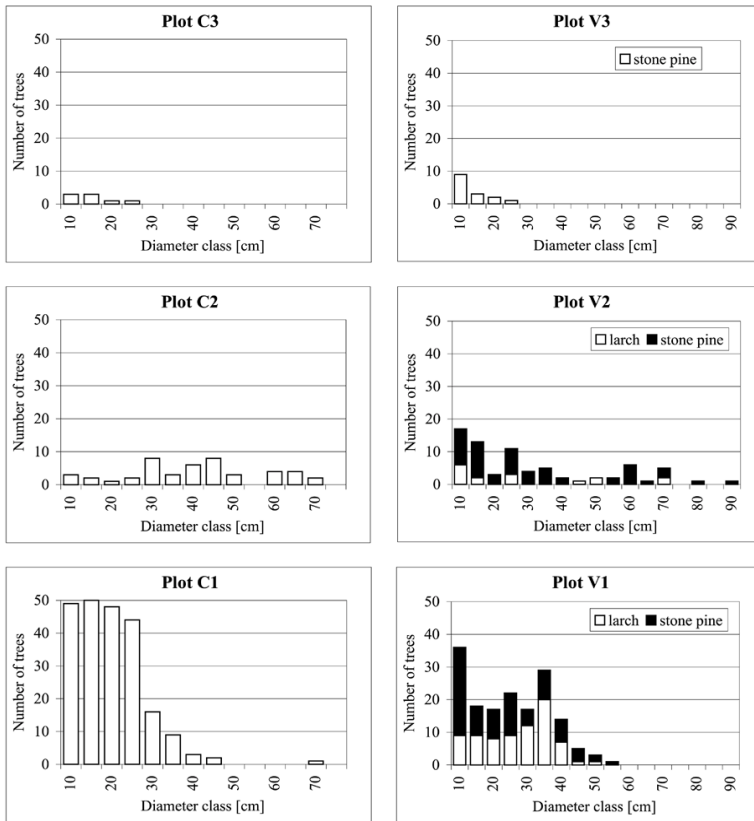 Plot C3
50
40
30
20
10
0
Number of trees
10 20 30 40 50 60 70
Diameter class [cm]
Plot V3
50
40
30
20
10
0
Number of trees
stone pine
10 20 30 40 50 60 70 80 90
Diameter class [cm]
Plot C2
50
40
30
20
10
0
Number of trees
10 20 30 40 50 60 70
Diameter class [cm]
Plot V2
50
40
30
20
10
0
Number of trees
larch stone pine
10 20 30 40 50 60 70 80 90
Diameter class [cm]
Plot C1
50
40
30
20
10
0
Number of trees
10 20 30 40 50 60 70
Diameter class [cm]
Plot V1
50
40
30
20
10
0
Number of trees
larch stone pine
10 20 30 40 50 60 70 80 90
Diameter class [cm]